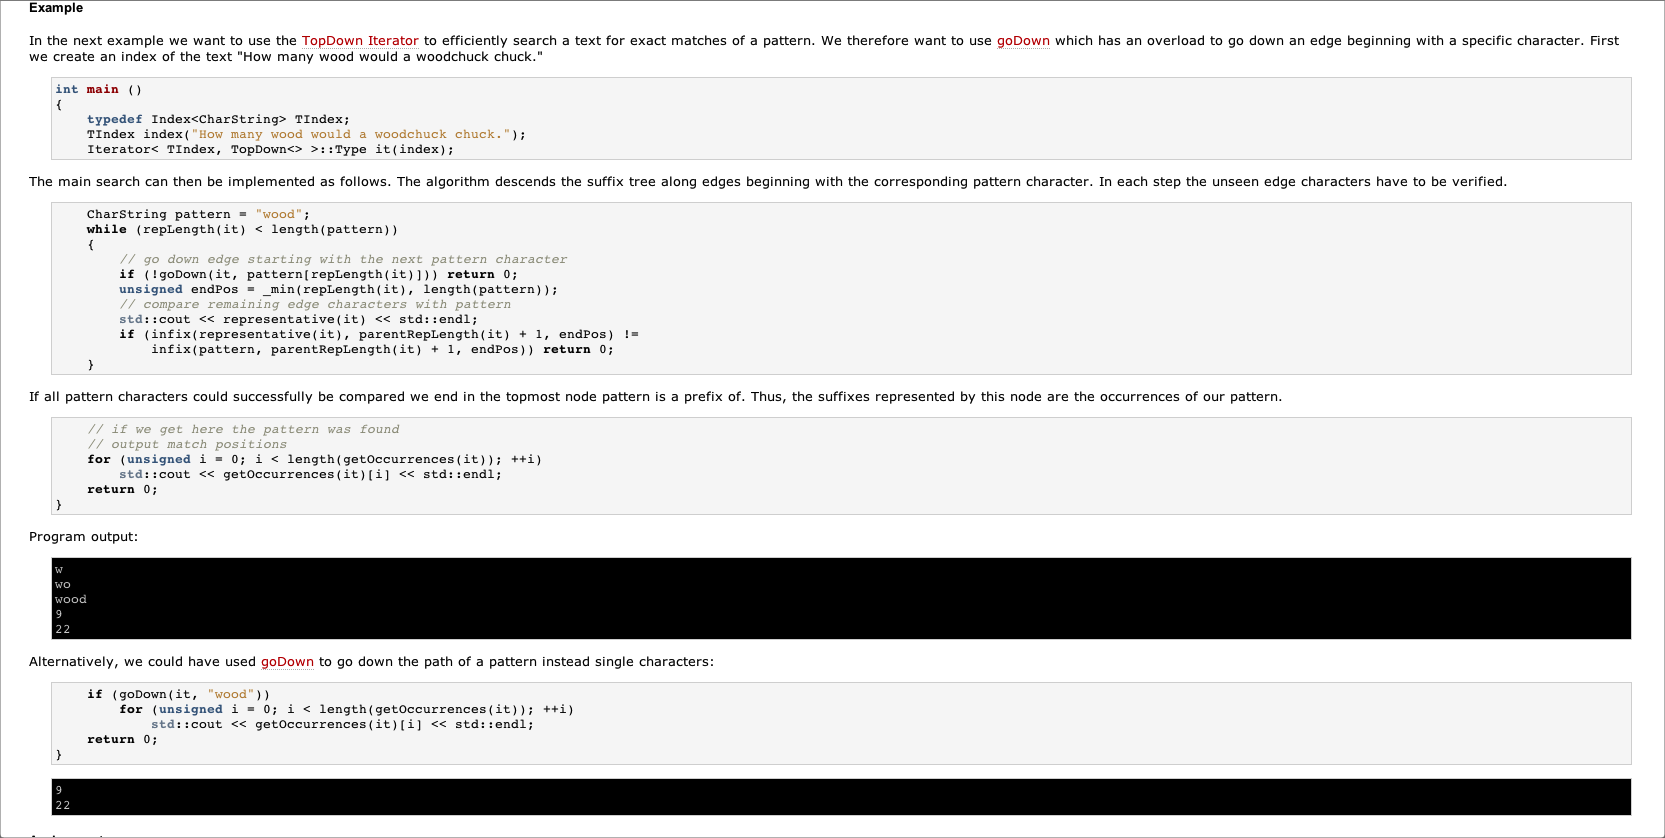 Example
In the next example we want to use the TopDown Iterator to efficiently search a text for exact matches of a pattern. We therefore want to use goDown which has an overload to go down an edge beginning with a specific character. First
we create an index of the text "How many wood would a woodchuck chuck."
int main ()
{
    typedef Index<CharString> TIndex;
    TIndex index("How many wood would a woodchuck chuck.");
    Iterator< TIndex, TopDown<> >::Type it(index);
The main search can then be implemented as follows. The algorithm descends the suffix tree along edges beginning with the corresponding pattern character. In each step the unseen edge characters have to be verified.
    CharString pattern = "wood";
    while (repLength(it) < length(pattern))
    {
        // go down edge starting with the next pattern character
        if (!goDown(it, pattern[repLength(it)])) return 0;
        unsigned endPos = _min(repLength(it), length(pattern));
        // compare remaining edge characters with pattern
        std::cout << representative(it) << std::endl;
        if (infix(representative(it), parentRepLength(it) + 1, endPos) !=
            infix(pattern, parentRepLength(it) + 1, endPos)) return 0;
    }
If all pattern characters could successfully be compared we end in the topmost node pattern is a prefix of. Thus, the suffixes represented by this node are the occurrences of our pattern.
    // if we get here the pattern was found
    // output match positions
    for (unsigned i = 0; i < length(getOccurrences(it)); ++i)
        std::cout << getOccurrences(it)[i] << std::endl;
    return 0;
}
Program output:
w
wo
wood
9
22
Alternatively, we could have used goDown to go down the path of a pattern instead single characters:
    if (goDown(it, "wood"))
        for (unsigned i = 0; i < length(getOccurrences(it)); ++i)
            std::cout << getOccurrences(it)[i] << std::endl;
    return 0;
}
9
22